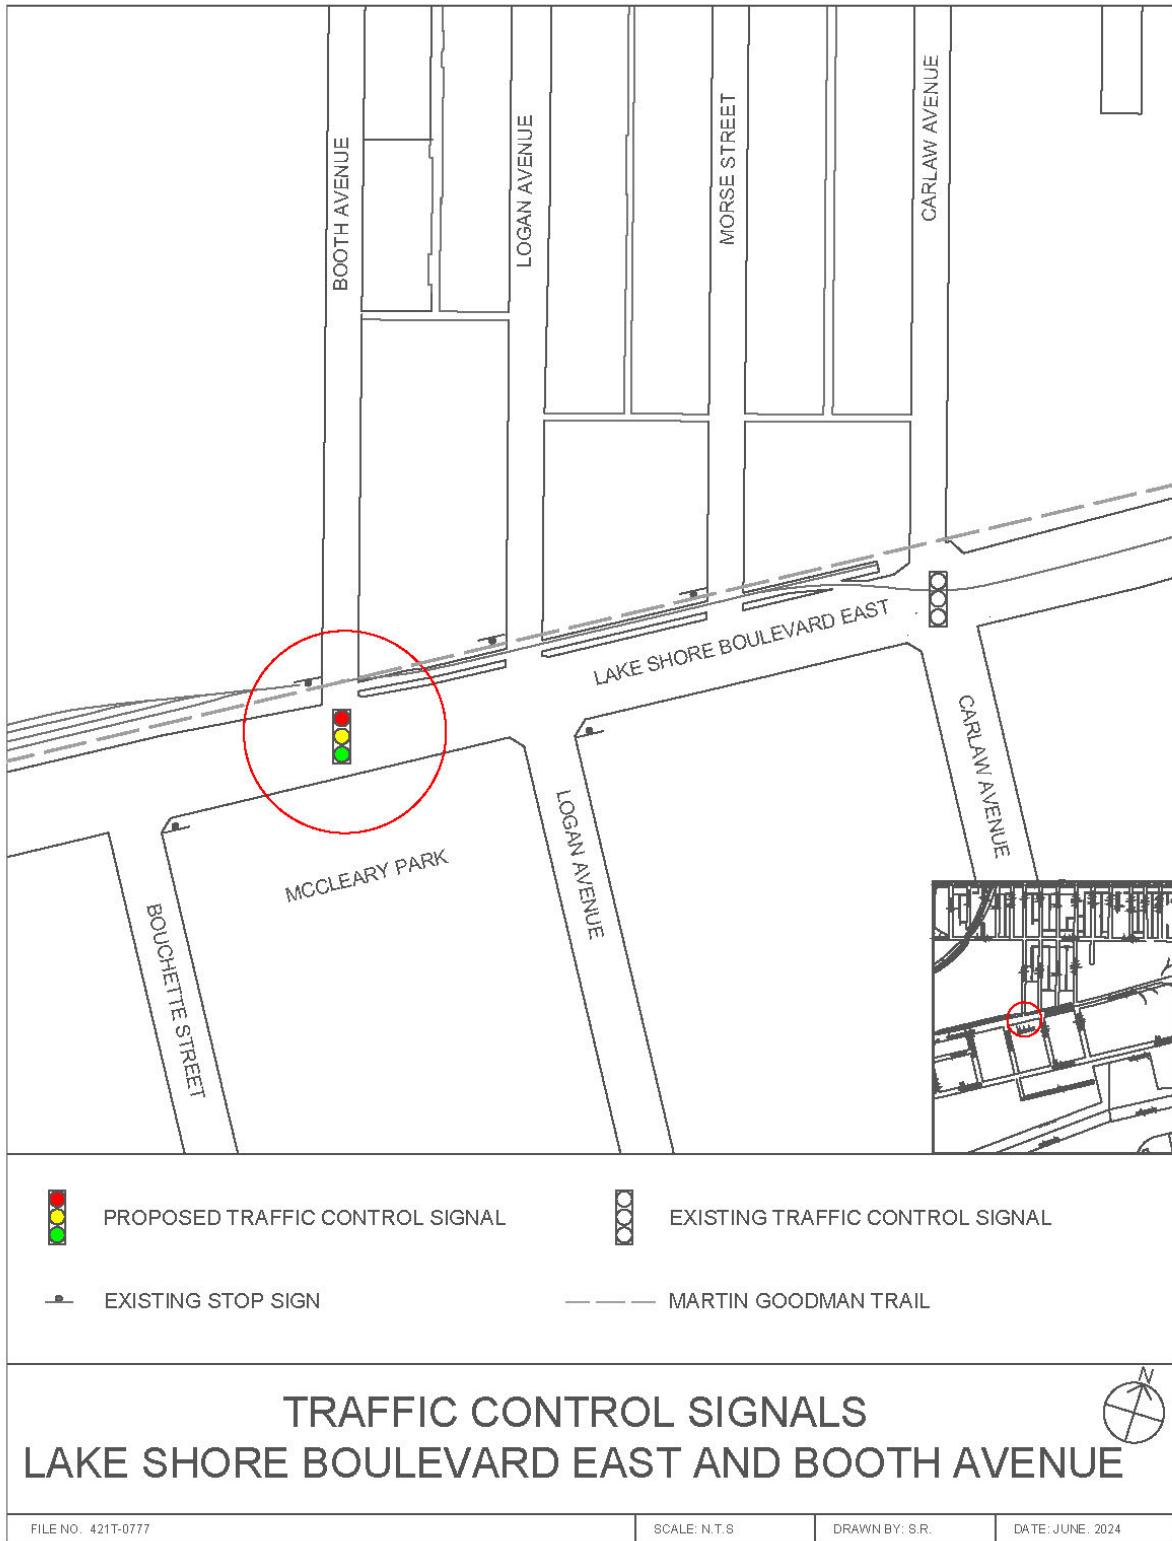 BOOTH AVENUE
LOGAN AVENUE
MORSE STREET
CARLAW AVENUE
LAKE SHORE BOULEVARD EAST
CARLAW AVENUE
LOGAN AVENUE
MCCLEARY PARK
BOUCHETTE STREET
PROPOSED TRAFFIC CONTROL SIGNAL
EXISTING TRAFFIC CONTROL SIGNAL
EXISTING STOP SIGN
MARTIN GOODMAN TRAIL
N
TRAFFIC CONTROL SIGNALS
LAKE SHORE BOULEVARD EAST AND BOOTH AVENUE
FILE NO. 421T-0777
SCALE: N.T.S
DRAWN BY: S.R.
DATE: JUNE. 2024